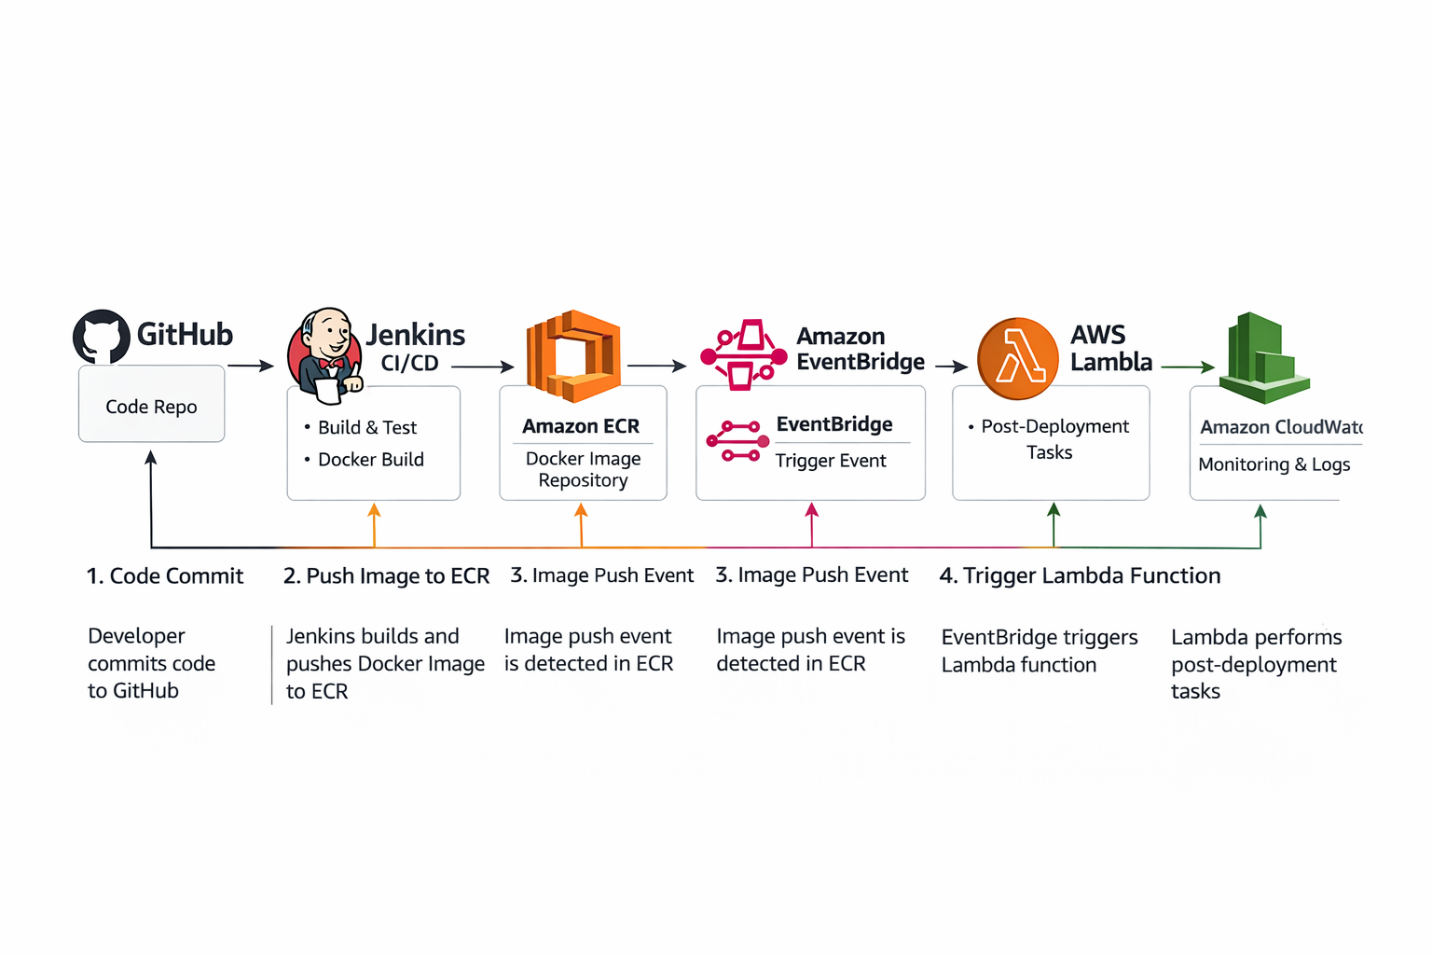 GitHub
Code Repo
Jenkins
CI/CD
• Build & Test
• Docker Build
Amazon ECR
Docker Image
Repository
Amazon
EventBridge
EventBridge
Trigger Event
AWS
Lambla
• Post-Deployment
Tasks
Amazon CloudWatc
Monitoring & Logs
1. Code Commit
2. Push Image to ECR
3. Image Push Event
3. Image Push Event
4. Trigger Lambda Function
Developer
commits code
to GitHub
Jenkins builds and
pushes Docker Image
to ECR
Image push event
is detected in ECR
Image push event is
detected in ECR
EventBridge triggers
Lambda function
Lambda performs
post-deployment
tasks